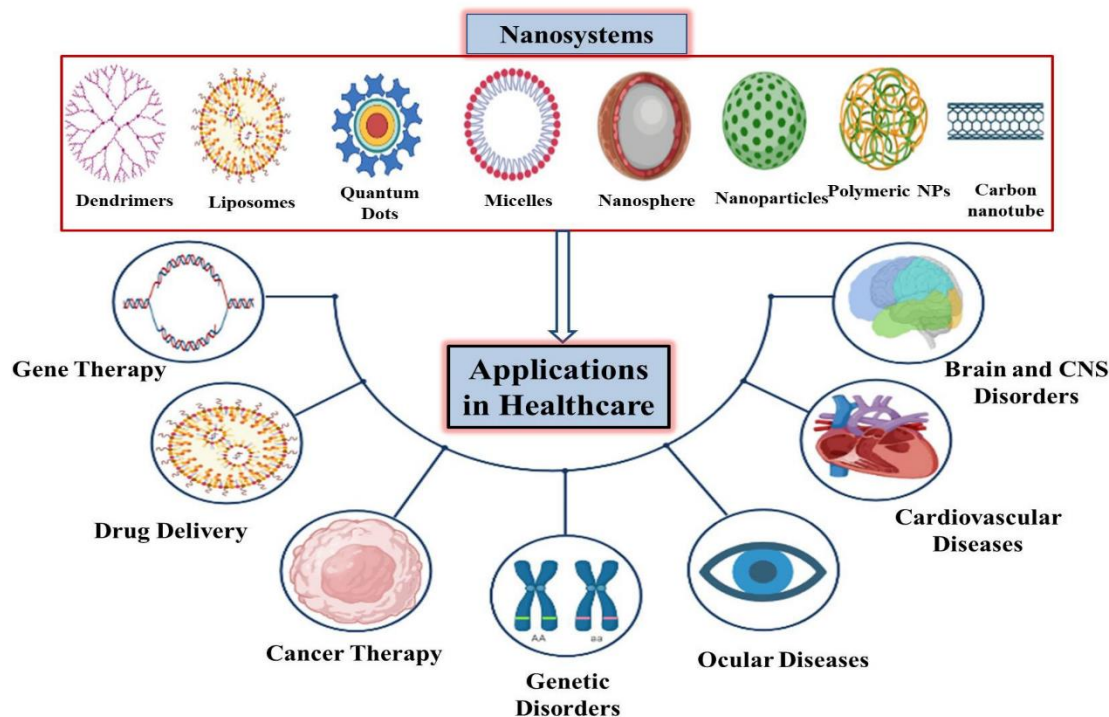 Nanosystems
Dendrimers
Liposomes
Quantum
Dots
Micelles
Nanosphere
Nanoparticles
Polymeric NPs
Carbon
nanotube
Gene Therapy
Applications
in Healthcare
Brain and CNS
Disorders
Drug Delivery
Cardiovascular
Diseases
Cancer Therapy
AA
aa
Genetic
Disorders
Ocular Diseases